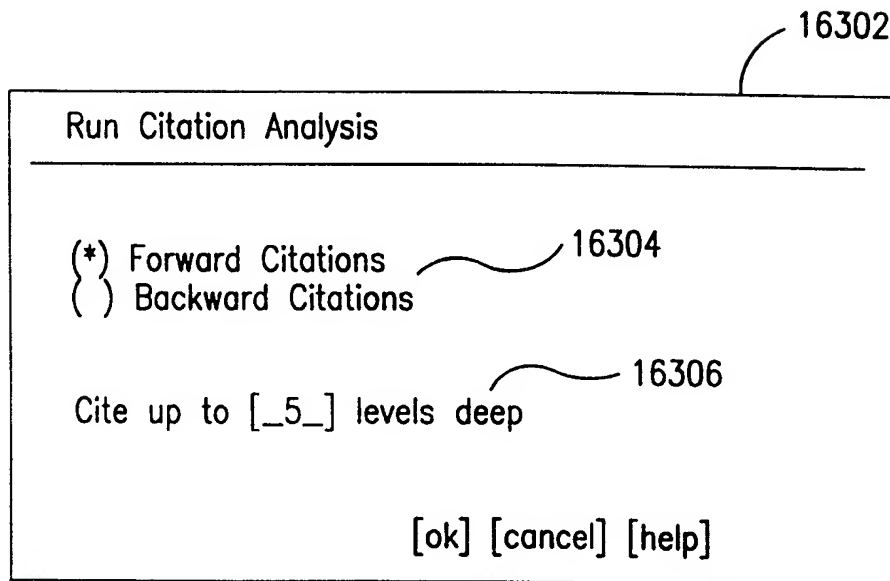 16302
Run Citation Analysis
(*) Forward Citations
16304
( ) Backward Citations
16306
Cite up to [_5_] levels deep
[ok] [cancel] [help]